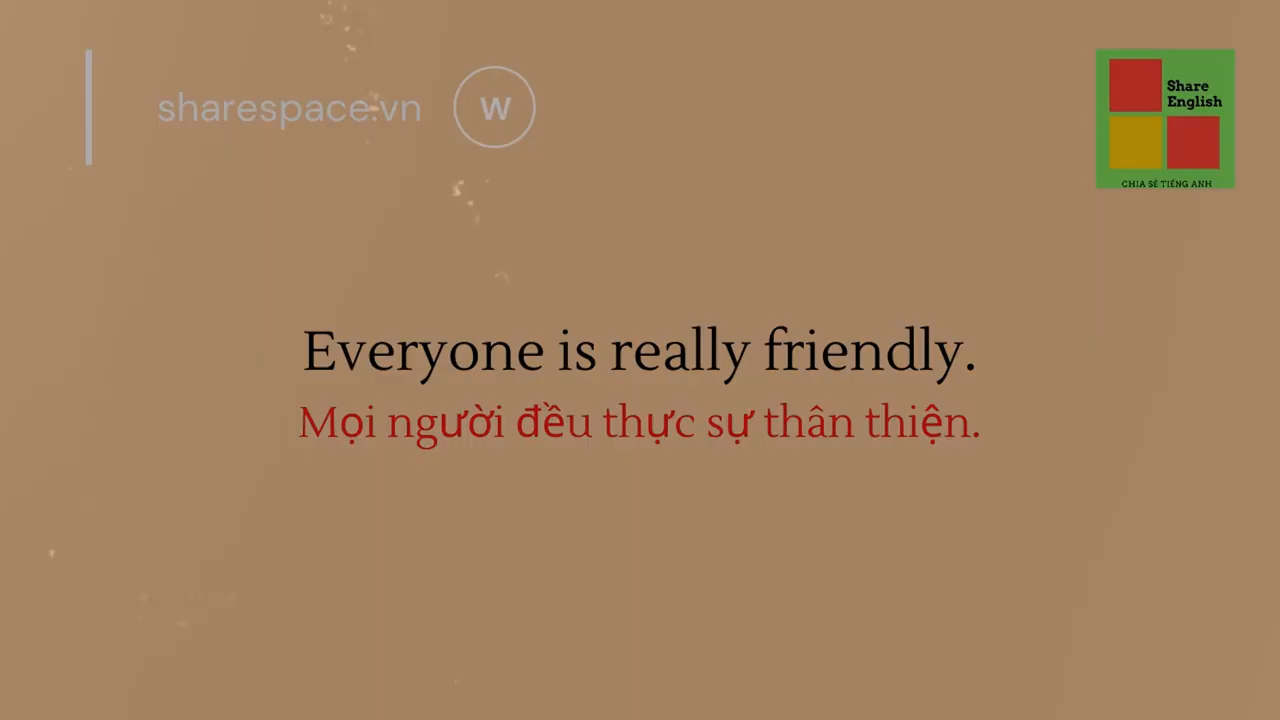 sharespace.vn W
Share
English
CHIA SẺ TIẾNG ANH
Everyone is really friendly.
Mọi người đều thực sự thân thiện.